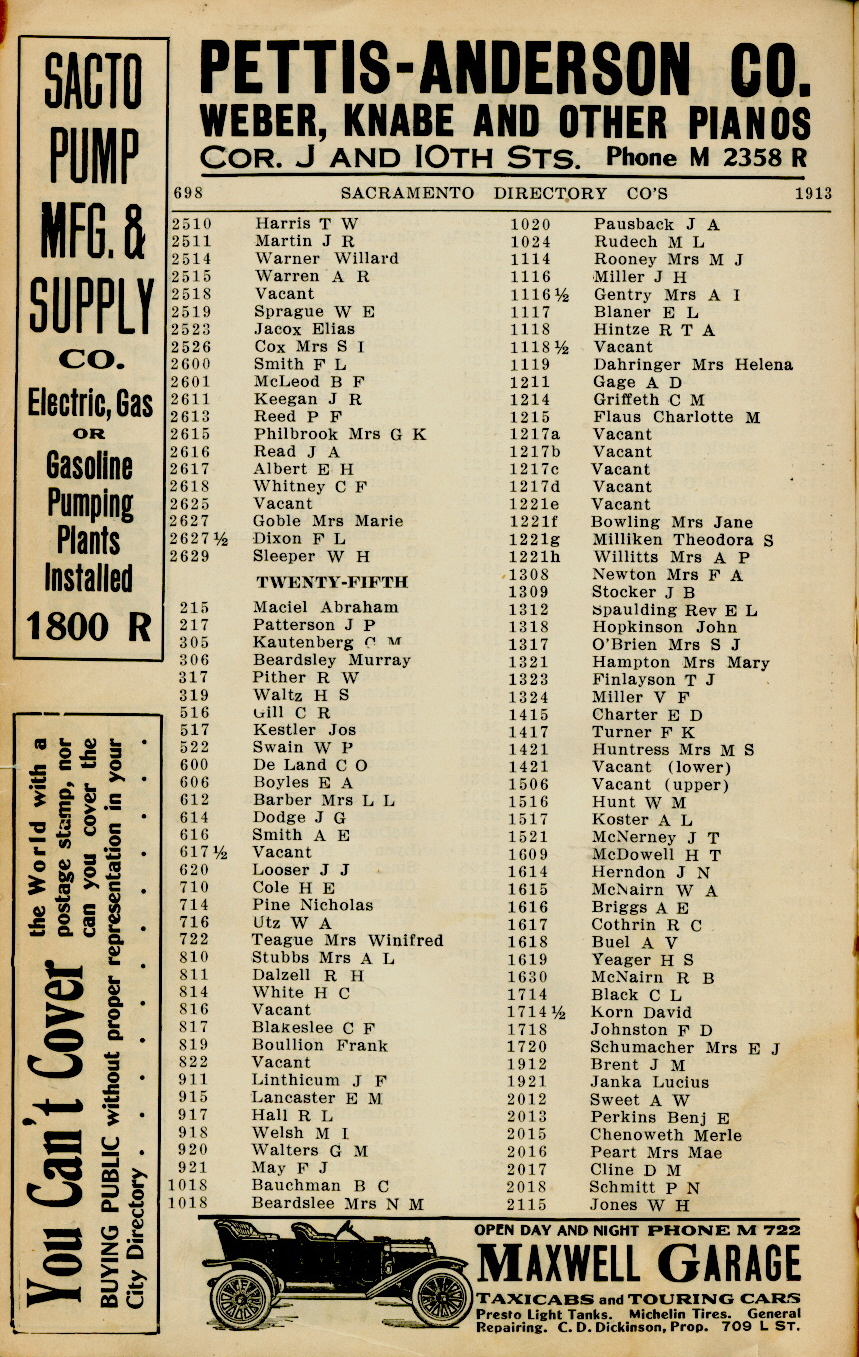 SACTO
PUMP
MFG. &
SUPPLY
CO.
Electric, Gas
OR
Gasoline
Pumping
Plants
Installed
1800 R
You Can't Cover the World with a
postage stamp, nor
can you cover the
BUYING PUBLIC without proper representation in your
City Directory . . . . . . . . . .
PETTIS-ANDERSON CO.
WEBER, KNABE AND OTHER PIANOS
COR. J AND 10TH STS. Phone M 2358 R
698 SACRAMENTO DIRECTORY CO'S 1913
2510 Harris T W
2511 Martin J R
2514 Warner Willard
2515 Warren A R
2518 Vacant
2519 Sprague W E
2523 Jacox Elias
2526 Cox Mrs S I
2600 Smith F L
2601 McLeod B F
2611 Keegan J R
2613 Reed P F
2615 Philbrook Mrs G K
2616 Read J A
2617 Albert E H
2618 Whitney C F
2625 Vacant
2627 Goble Mrs Marie
2627½ Dixon F L
2629 Sleeper W H
TWENTY-FIFTH
215 Maciel Abraham
217 Patterson J P
305 Kautenberg C M
306 Beardsley Murray
317 Pither R W
319 Waltz H S
516 Gill C R
517 Kestler Jos
522 Swain W P
600 De Land C O
606 Boyles E A
612 Barber Mrs L L
614 Dodge J G
616 Smith A E
617½ Vacant
620 Looser J J
710 Cole H E
714 Pine Nicholas
716 Utz W A
722 Teague Mrs Winifred
810 Stubbs Mrs A L
811 Dalzell R H
814 White H C
816 Vacant
817 Blakeslee C F
819 Boullion Frank
822 Vacant
911 Linthicum J F
915 Lancaster E M
917 Hall R L
918 Welsh M I
920 Walters G M
921 May F J
1018 Bauchman B C
1018 Beardslee Mrs N M
1020 Pausback J A
1024 Rudech M L
1114 Rooney Mrs M J
1116 Miller J H
1116½ Gentry Mrs A I
1117 Blaner E L
1118 Hintze R T A
1118½ Vacant
1119 Dahringer Mrs Helena
1211 Gage A D
1214 Griffeth C M
1215 Flaus Charlotte M
1217a Vacant
1217b Vacant
1217c Vacant
1217d Vacant
1221e Vacant
1221f Bowling Mrs Jane
1221g Milliken Theodora S
1221h Willitts Mrs A P
1308 Newton Mrs F A
1309 Stocker J B
1312 Spaulding Rev E L
1318 Hopkinson John
1317 O'Brien Mrs S J
1321 Hampton Mrs Mary
1323 Finlayson T J
1324 Miller V F
1415 Charter E D
1417 Turner F K
1421 Huntress Mrs M S
1421 Vacant (lower)
1506 Vacant (upper)
1516 Hunt W M
1517 Koster A L
1521 McNerney J T
1609 McDowell H T
1614 Herndon J N
1615 McNairn W A
1616 Briggs A E
1617 Cothrin R C
1618 Buel A V
1619 Yeager H S
1630 McNairn R B
1714 Black C L
1714½ Korn David
1718 Johnston F D
1720 Schumacher Mrs E J
1912 Brent J M
1921 Janka Lucius
2012 Sweet A W
2013 Perkins Benj E
2015 Chenoweth Merle
2016 Peart Mrs Mae
2017 Cline D M
2018 Schmitt P N
2115 Jones W H
OPEN DAY AND NIGHT PHONE M 722
MAXWELL GARAGE
TAXICABS and TOURING CARS
Presto Light Tanks. Michelin Tires. General
Repairing. C. D. Dickinson, Prop. 709 L ST.